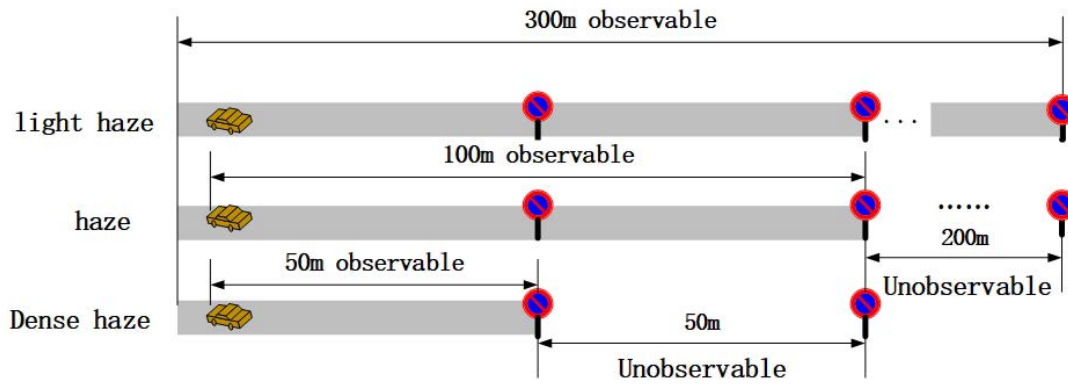 300m observable
light haze
100m observable
haze
200m
50m observable
Unobservable
Dense haze
50m
Unobservable